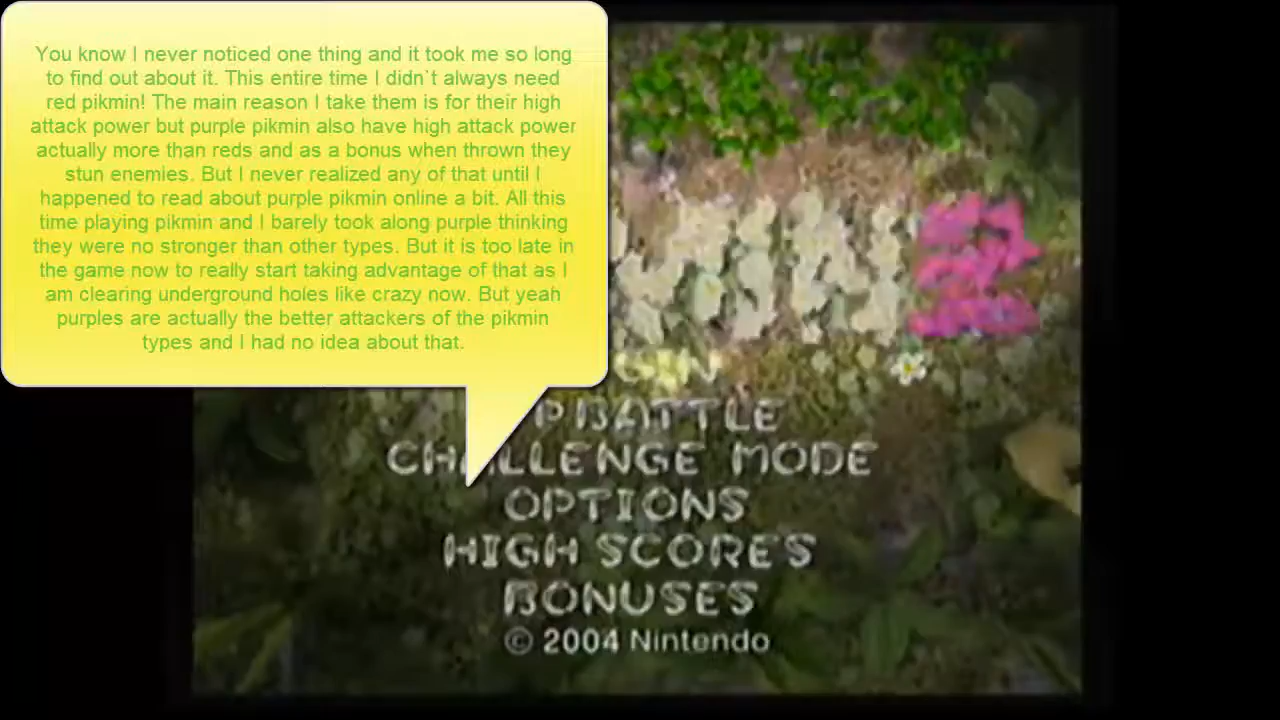 You know I never noticed one thing and it took me so long
to find out about it. This entire time I didn`t always need
red pikmin! The main reason I take them is for their high
attack power but purple pikmin also have high attack power
actually more than reds and as a bonus when thrown they
stun enemies. But I never realized any of that until I
happened to read about purple pikmin online a bit. All this
time playing pikmin and I barely took along purple thinking
they were no stronger than other types. But it is too late in
the game now to really start taking advantage of that as I
am clearing underground holes like crazy now. But yeah
purples are actually the better attackers of the pikmin
types and I had no idea about that.
2
BATTLE
CHALLENGE MODE
OPTIONS
HIGH SCORES
BONUSES
© 2004 Nintendo